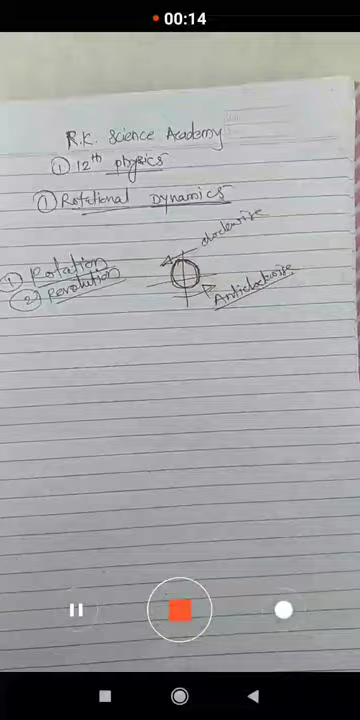 00:14
R.K. Science Academy
① 12th physics
① Rotational Dynamics
clockwise
① Rotation
② Revolution
Anticlockwise